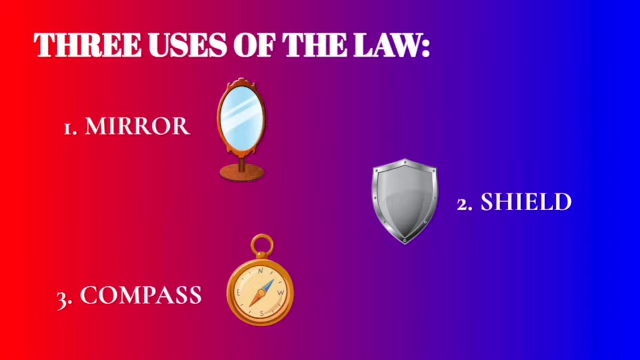 THREE USES OF THE LAW:
1. MIRROR
2. SHIELD
3. COMPASS
N
E W
S